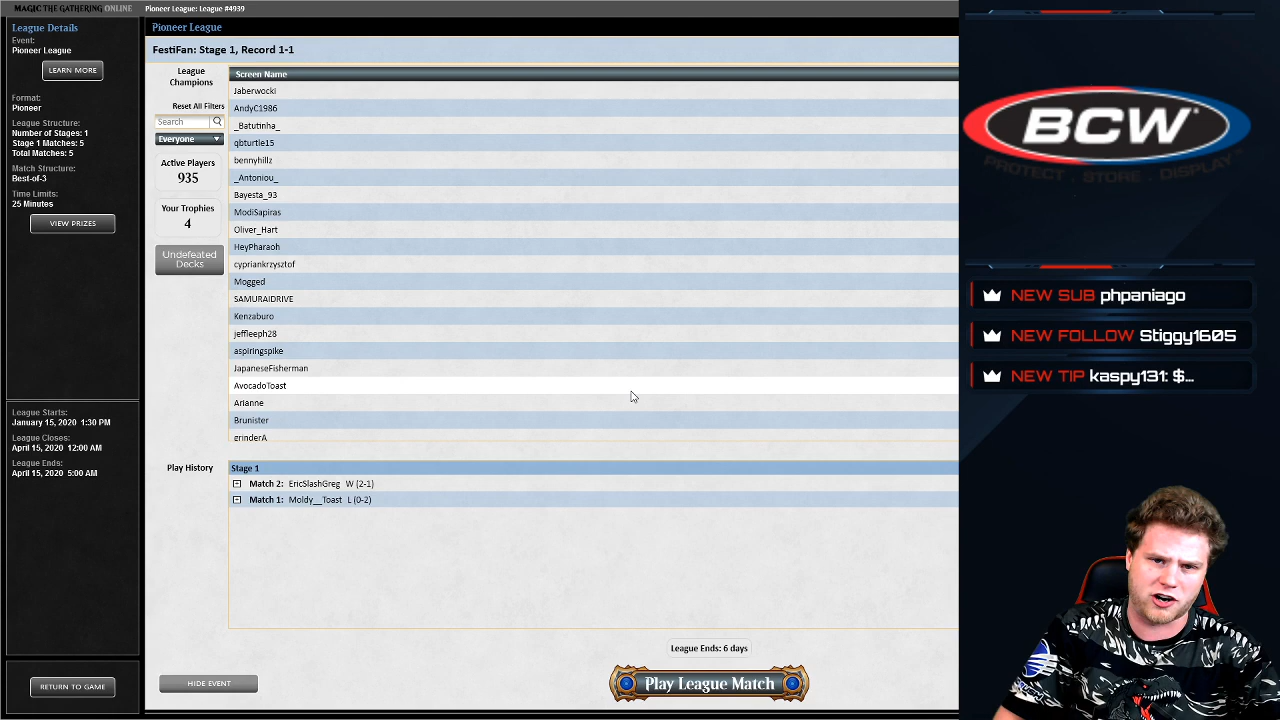 MAGIC THE GATHERING ONLINE
Pioneer League: League #4939
League Details
Event:
Pioneer League
LEARN MORE
Format:
Pioneer
League Structure:
Number of Stages: 1
Stage 1 Matches: 5
Total Matches: 5
Match Structure:
Best-of-3
Time Limits:
25 Minutes
VIEW PRIZES
League Starts:
January 15, 2020 1:30 PM
League Closes:
April 15, 2020 12:00 AM
League Ends:
April 15, 2020 5:00 AM
RETURN TO GAME
Pioneer League
FestiFan: Stage 1, Record 1-1
League
Champions
Reset All Filters
Search
Everyone
Active Players
935
Your Trophies
4
Undefeated
Decks
Screen Name
Jaberwocki
AndyC1986
_Batutinha_
qbturtle15
bennyhillz
_Antoniou_
Bayesta_93
ModiSapiras
Oliver_Hart
HeyPharaoh
cypriankrzysztof
Mogged
SAMURAIDRIVE
Kenzaburo
jeffleeph28
aspiringspike
JapaneseFisherman
AvocadoToast
Arianne
Brunister
grinderA
Play History
Stage 1
Match 2: EricSlashGreg W (2-1)
Match 1: Moldy__Toast L (0-2)
League Ends: 6 days
HIDE EVENT
Play League Match
BCW
PROTECT . STORE . DISPLAY
NEW SUB phpaniago
NEW FOLLOW Stiggy1605
NEW TIP kaspy131: $...